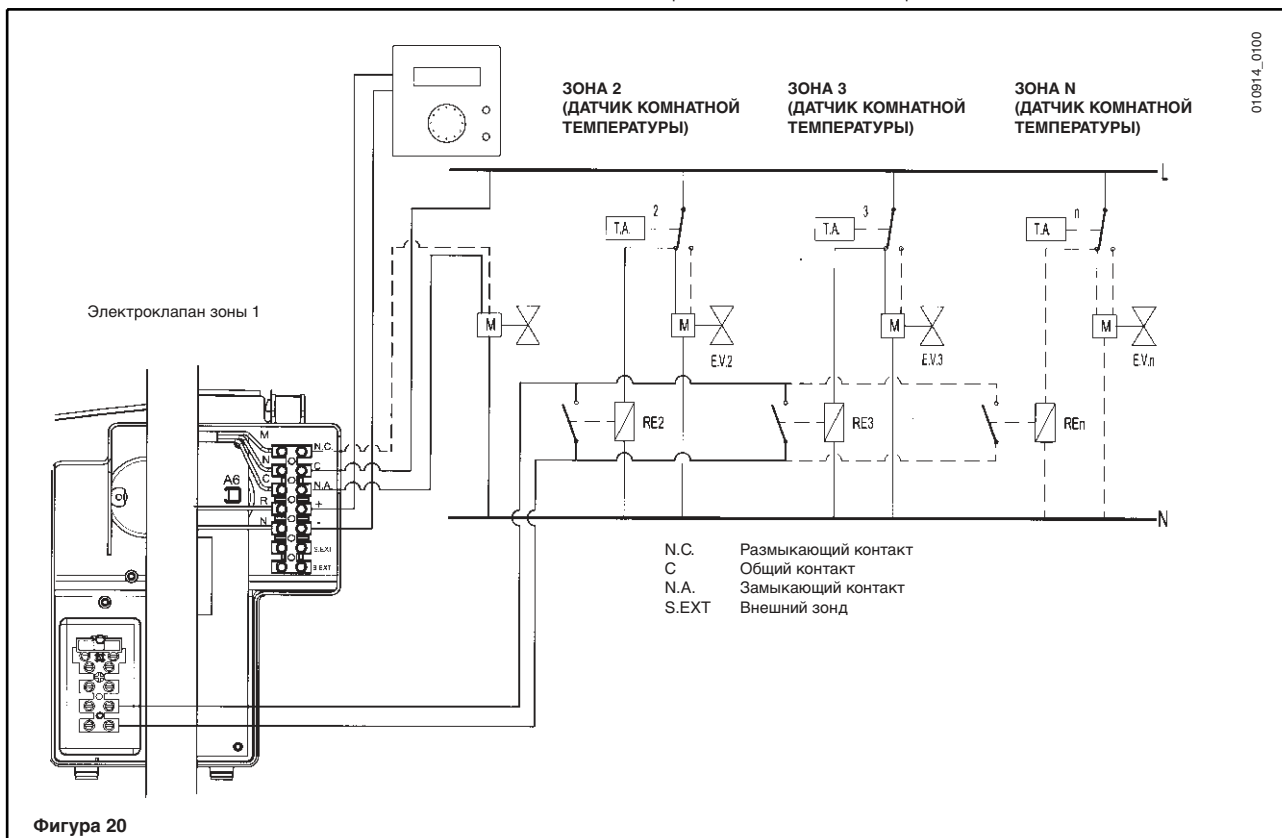 010914_0100
ЗОНА 2
(ДАТЧИК КОМНАТНОЙ
ТЕМПЕРАТУРЫ)
ЗОНА 3
(ДАТЧИК КОМНАТНОЙ
ТЕМПЕРАТУРЫ)
ЗОНА N
(ДАТЧИК КОМНАТНОЙ
ТЕМПЕРАТУРЫ)
L
2
T.A.
3
T.A.
n
T.A.
Электроклапан зоны 1
M
M
E.V.2
M
E.V.3
M
E.V.n
RE2
RE3
REn
M
N.C.
N
C
C
N.A.
A6
R
+
N
-
S.EXT
S.EXT
N
N.C. Размыкающий контакт
C Общий контакт
N.A. Замыкающий контакт
S.EXT Внешний зонд
Фигура 20